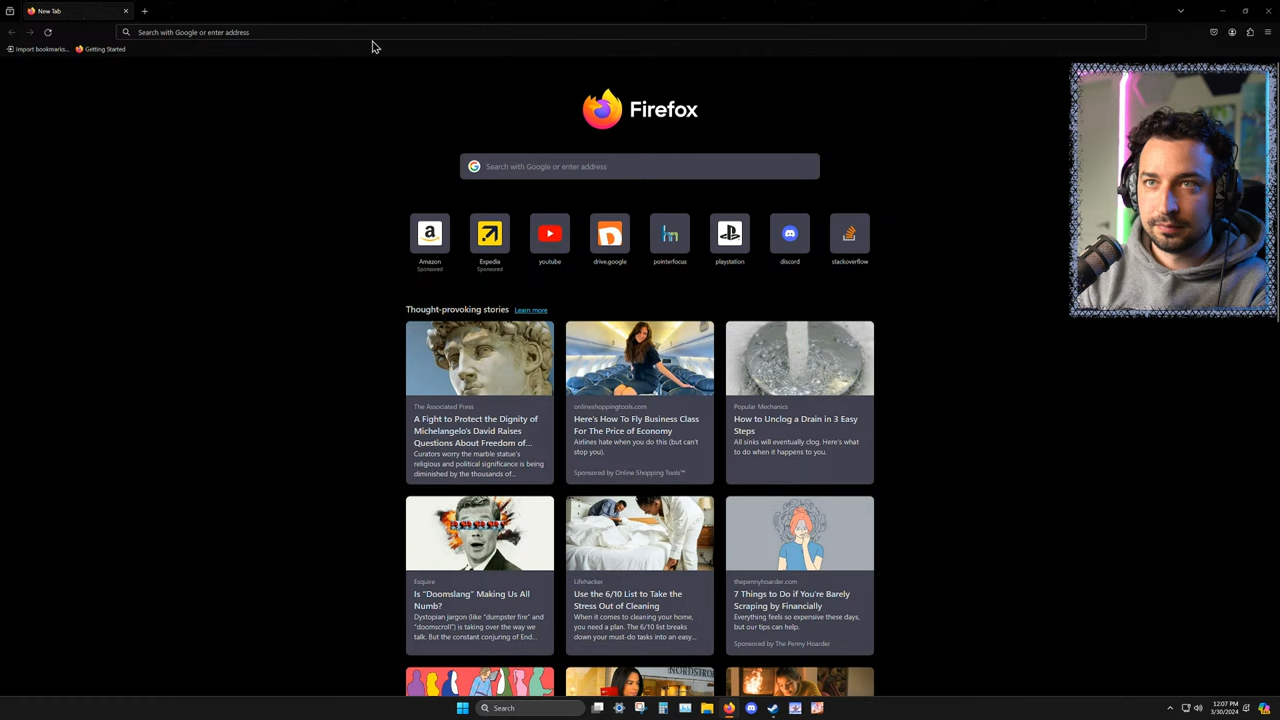 New Tab
Search with Google or enter address
Import bookmarks...
Getting Started
Firefox
Search with Google or enter address
Amazon
Sponsored
Expedia
Sponsored
youtube
drive.google
pointerfocus
playstation
discord
stackoverflow
Thought-provoking stories Learn more
The Associated Press
A Fight to Protect the Dignity of
Michelangelo's David Raises
Questions About Freedom of...
Curators worry the marble statue's
religious and political significance is being
diminished by the thousands of...
onlineshoppingtools.com
Here's How To Fly Business Class
For The Price of Economy
Airlines hate when you do this (but can't
stop you).
Sponsored by Online Shopping Tools™
Popular Mechanics
How to Unclog a Drain in 3 Easy
Steps
All sinks will eventually clog. Here's what
to do when it happens to you.
Esquire
Is "Doomslang" Making Us All
Numb?
Dystopian jargon (like "dumpster fire" and
"doomscroll") is taking over the way we
talk. But the constant conjuring of End...
Lifehacker
Use the 6/10 List to Take the
Stress Out of Cleaning
When it comes to cleaning your home,
you need a plan. The 6/10 list breaks
down your must-do tasks into an easy...
thepennyhoarder.com
7 Things to Do if You're Barely
Scraping by Financially
Everything feels so expensive these days,
but our tips can help.
Sponsored by The Penny Hoarder
NORDSTROM
Search
12:07 PM
3/30/2024